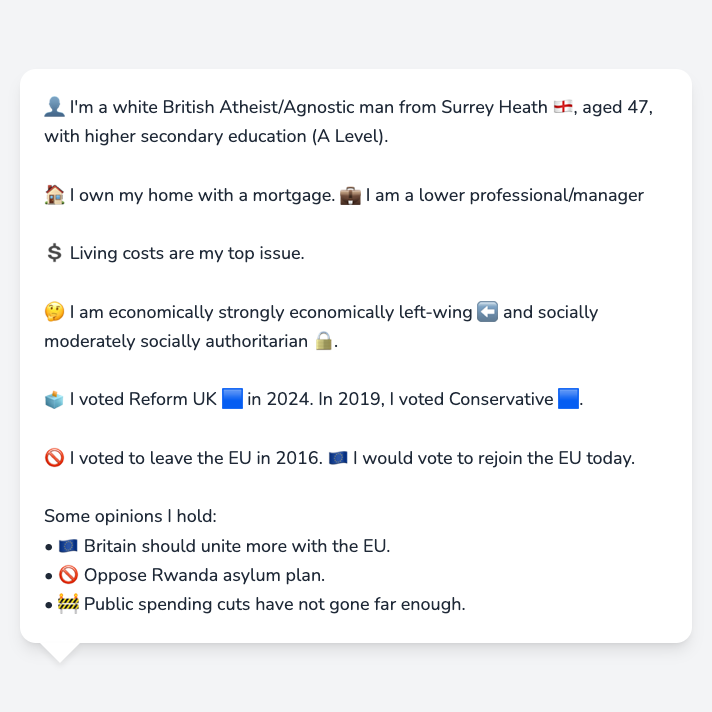 👤 I'm a white British Atheist/Agnostic man from Surrey Heath 🏴󠁧󠁢󠁥󠁮󠁧󠁿, aged 47,
with higher secondary education (A Level).
🏠 I own my home with a mortgage. 💼 I am a lower professional/manager
💲 Living costs are my top issue.
🤔 I am economically strongly economically left-wing ⬅️ and socially
moderately socially authoritarian 🔒.
🗳️ I voted Reform UK 🟦 in 2024. In 2019, I voted Conservative 🟦.
🚫 I voted to leave the EU in 2016. 🇪🇺 I would vote to rejoin the EU today.
Some opinions I hold:
• 🇪🇺 Britain should unite more with the EU.
• 🚫 Oppose Rwanda asylum plan.
• 🚧 Public spending cuts have not gone far enough.